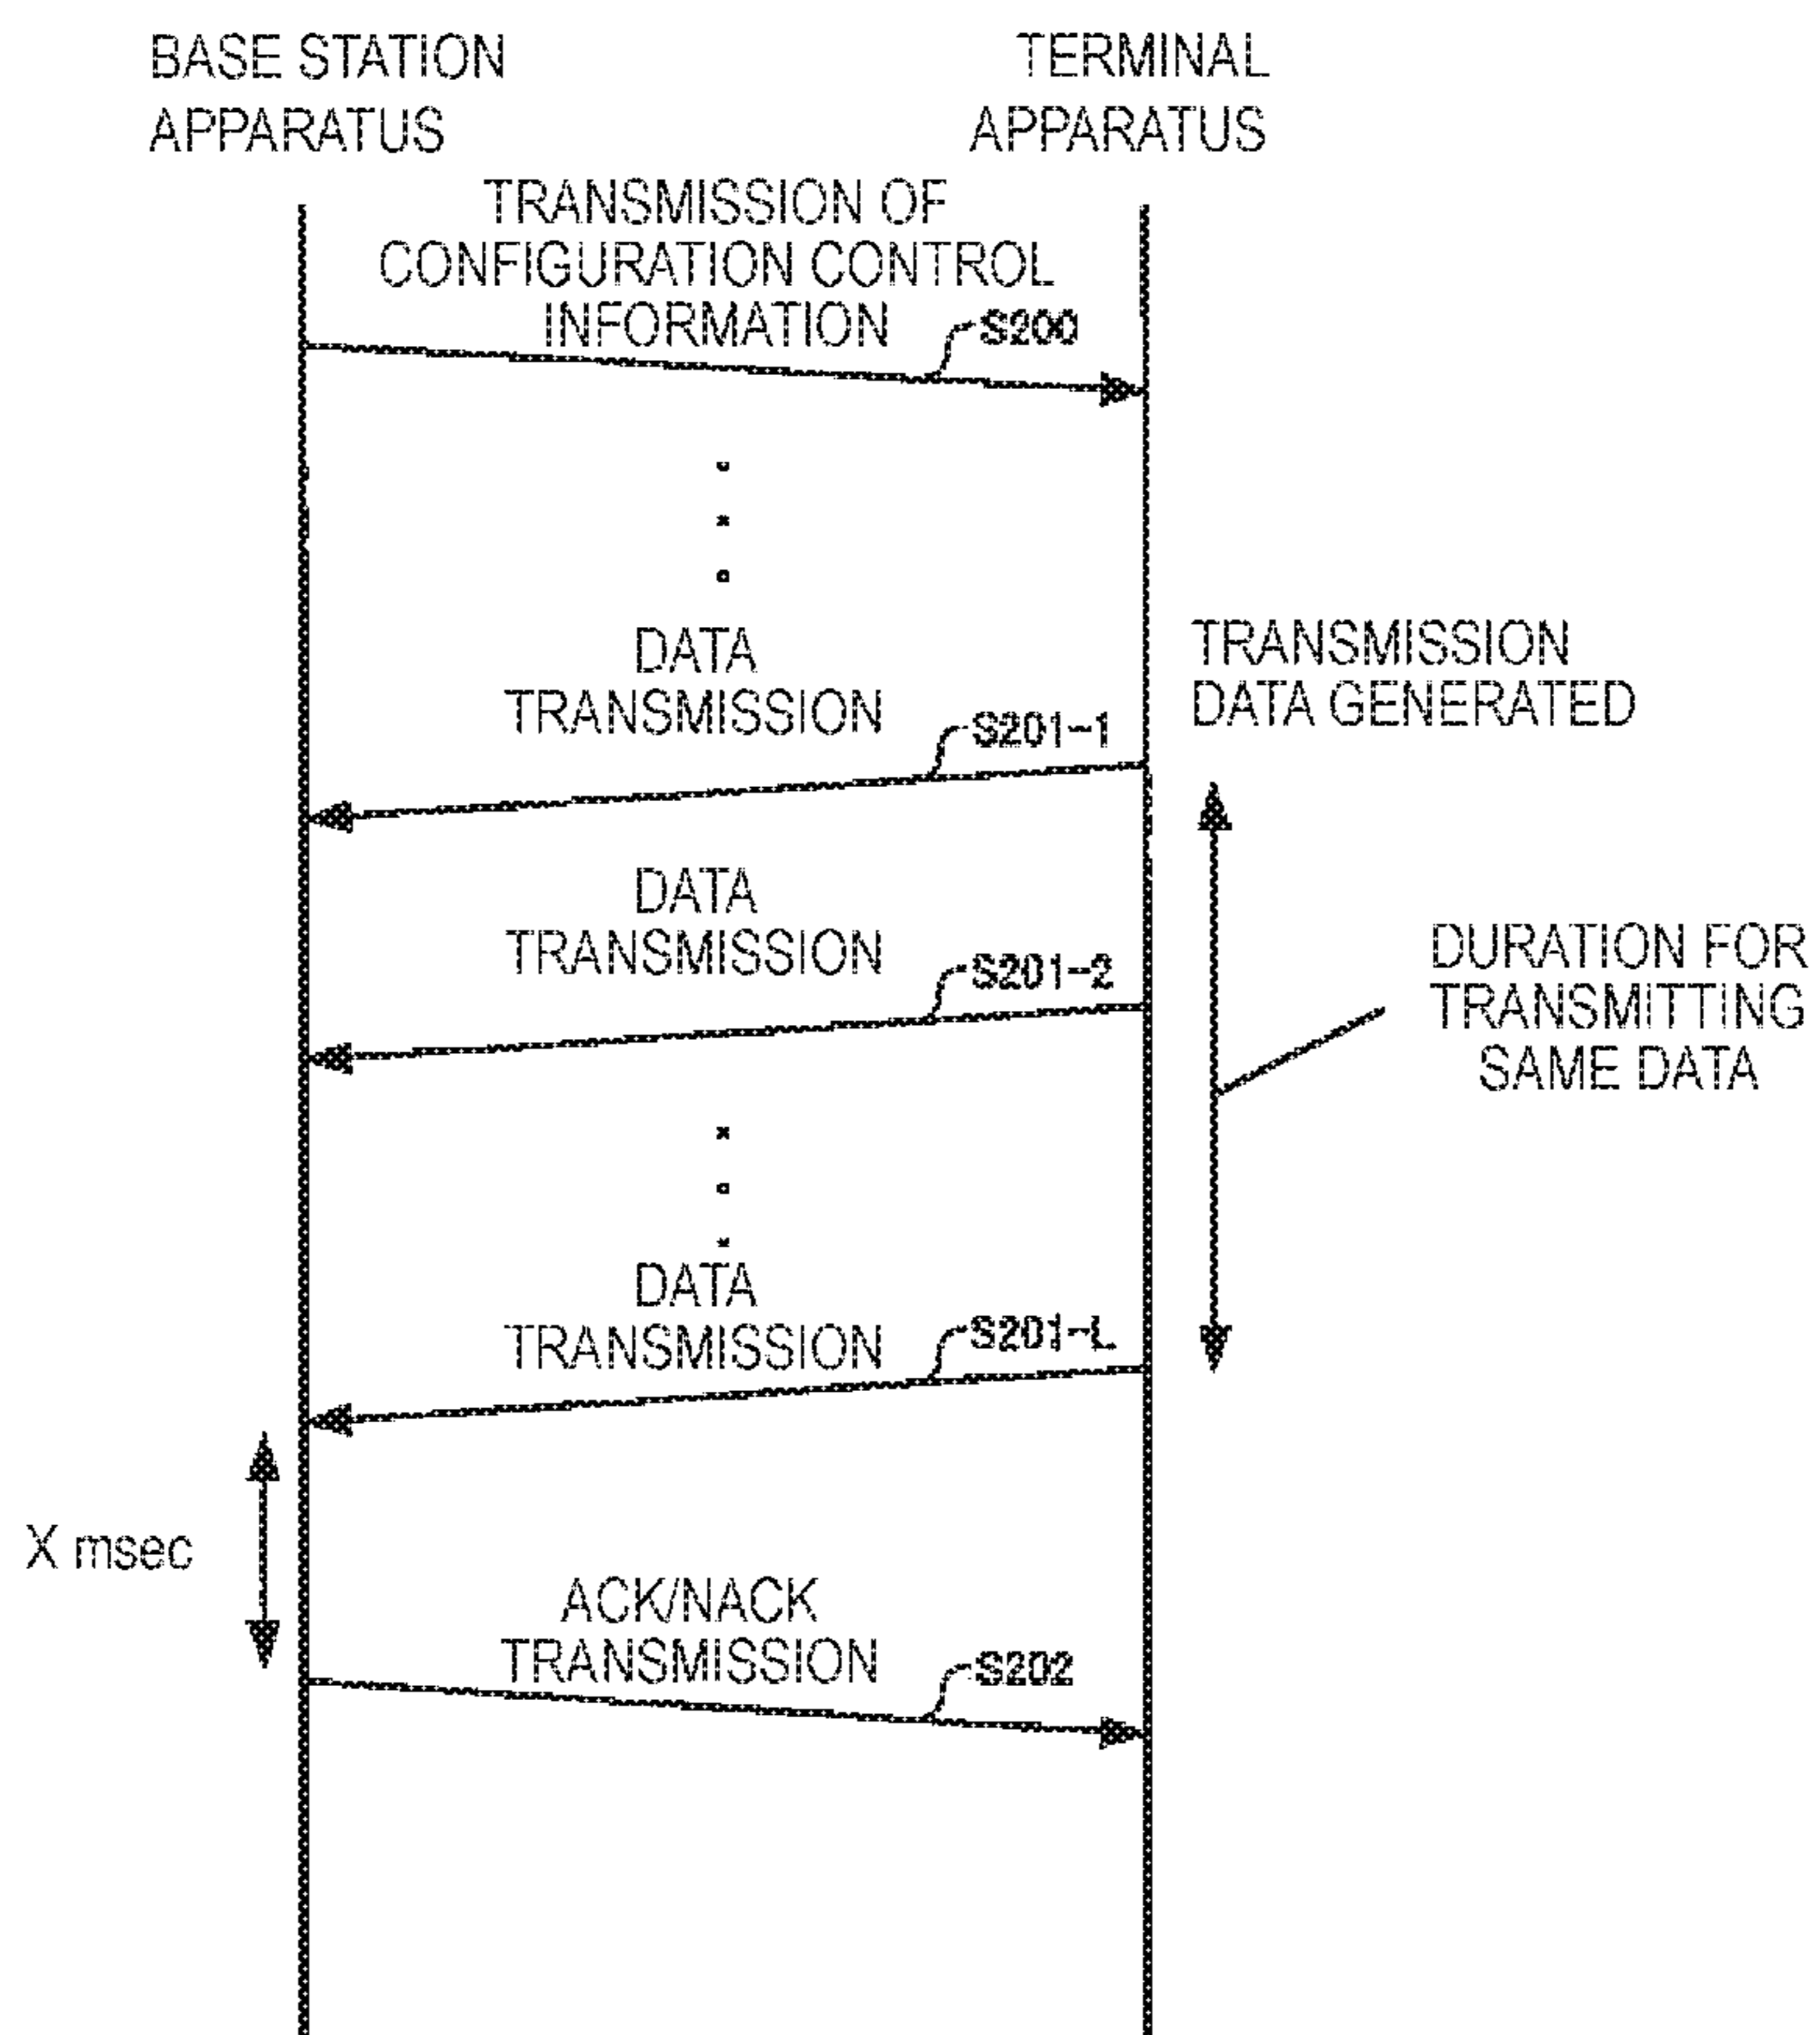 BASE STATION
APPARATUS
TERMINAL
APPARATUS
TRANSMISSION OF
CONFIGURATION CONTROL
INFORMATION
S200
DATA
TRANSMISSION
S201-1
TRANSMISSION
DATA GENERATED
DATA
TRANSMISSION
S201-2
DURATION FOR
TRANSMITTING
SAME DATA
DATA
TRANSMISSION
S201-L
X msec
ACK/NACK
TRANSMISSION
S202